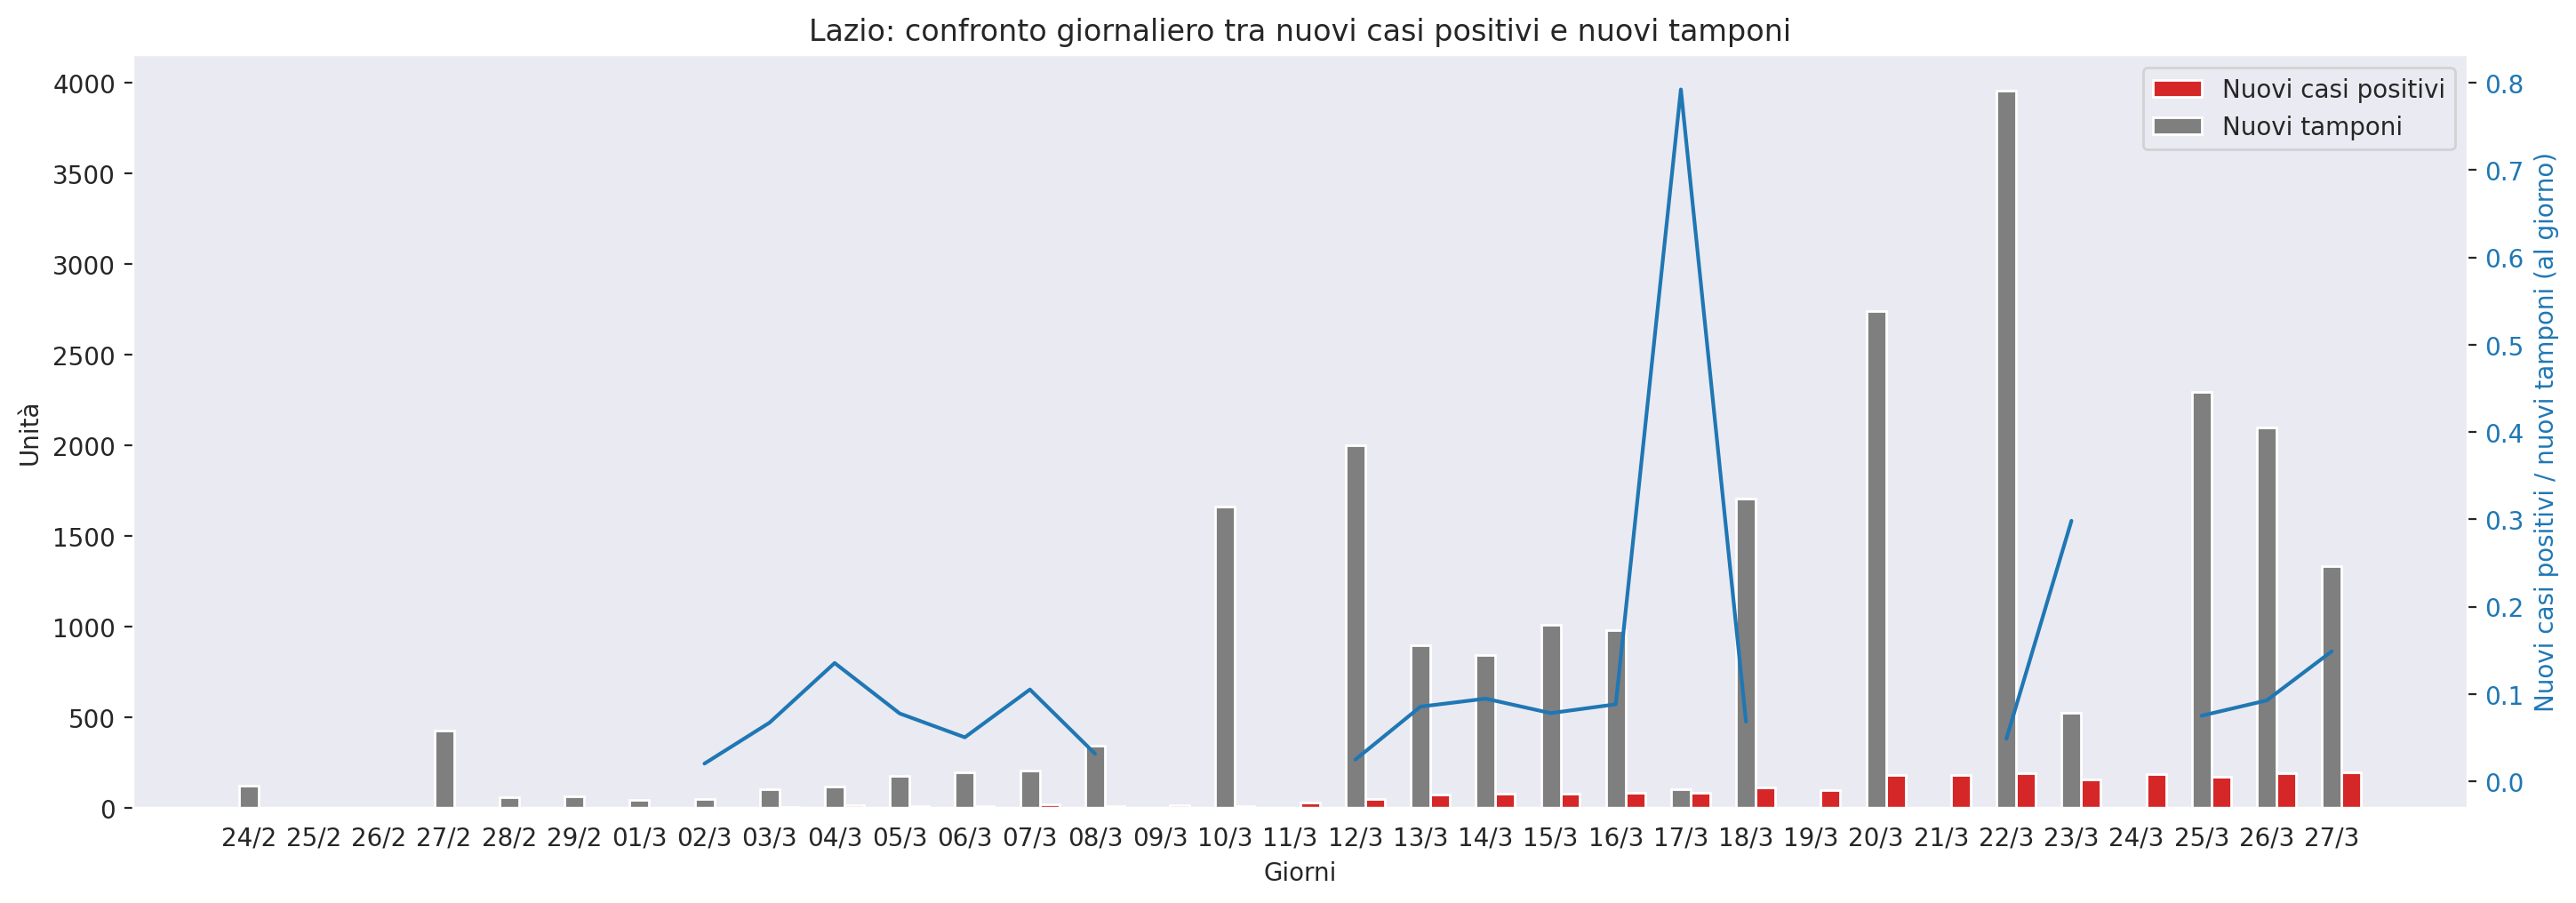 Lazio: confronto giornaliero tra nuovi casi positivi e nuovi tamponi
Nuovi casi positivi
Nuovi tamponi
Unità
4000
3500
3000
2500
2000
1500
1000
500
0
0.8
0.7
0.6
0.5
0.4
0.3
0.2
0.1
0.0
Nuovi casi positivi / nuovi tamponi (al giorno)
24/2 25/2 26/2 27/2 28/2 29/2 01/3 02/3 03/3 04/3 05/3 06/3 07/3 08/3 09/3 10/3 11/3 12/3 13/3 14/3 15/3 16/3 17/3 18/3 19/3 20/3 21/3 22/3 23/3 24/3 25/3 26/3 27/3
Giorni